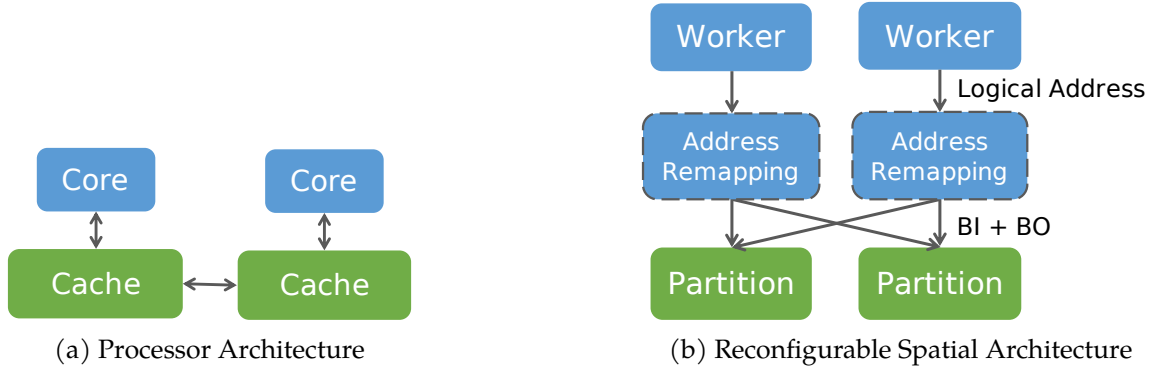 Core
Core
Cache
Cache
(a) Processor Architecture
Worker
Worker
Logical Address
Address
Remapping
Address
Remapping
BI + BO
Partition
Partition
(b) Reconfigurable Spatial Architecture